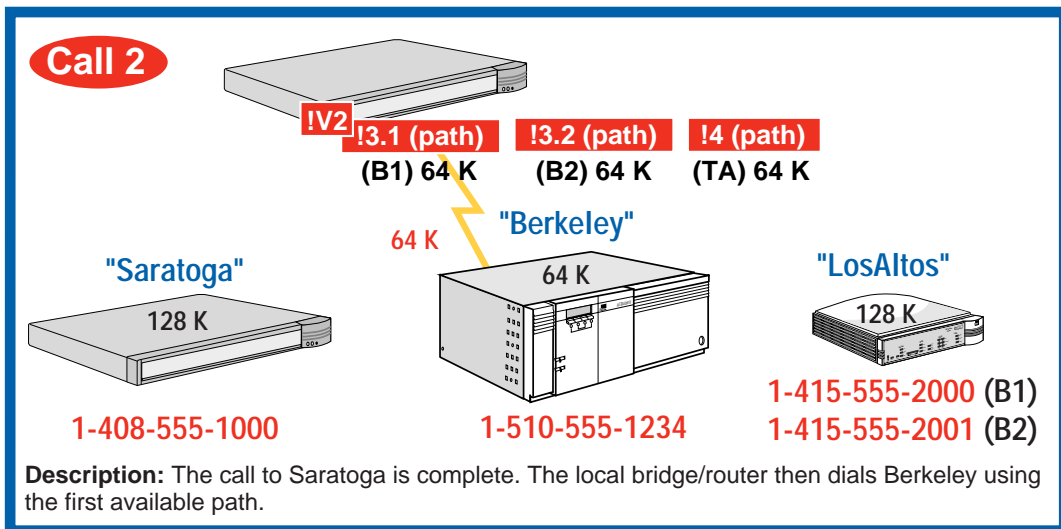 Call 2
!V2
!3.1 (path) !3.2 (path) !4 (path)
(B1) 64 K (B2) 64 K (TA) 64 K
64 K
"Berkeley"
"Saratoga"
"LosAltos"
64 K
128 K
128 K
1-408-555-1000
1-510-555-1234
1-415-555-2000 (B1)
1-415-555-2001 (B2)
Description: The call to Saratoga is complete. The local bridge/router then dials Berkeley using
the first available path.